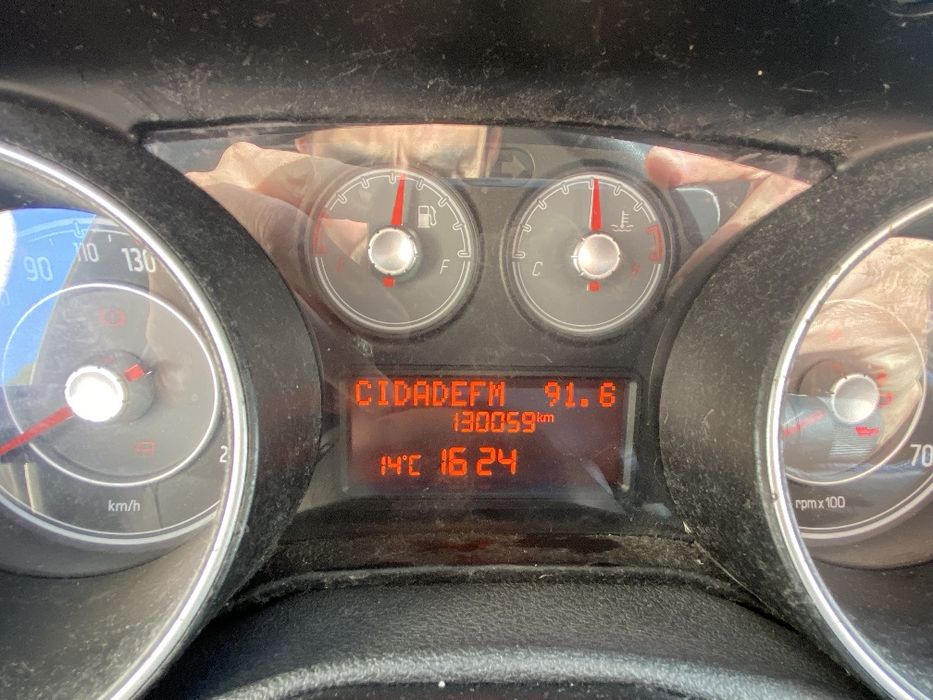 90 110 130
F
C
CIDADEFM 91.6
130059km
14°C 16 24
km/h
rpm x 100
70